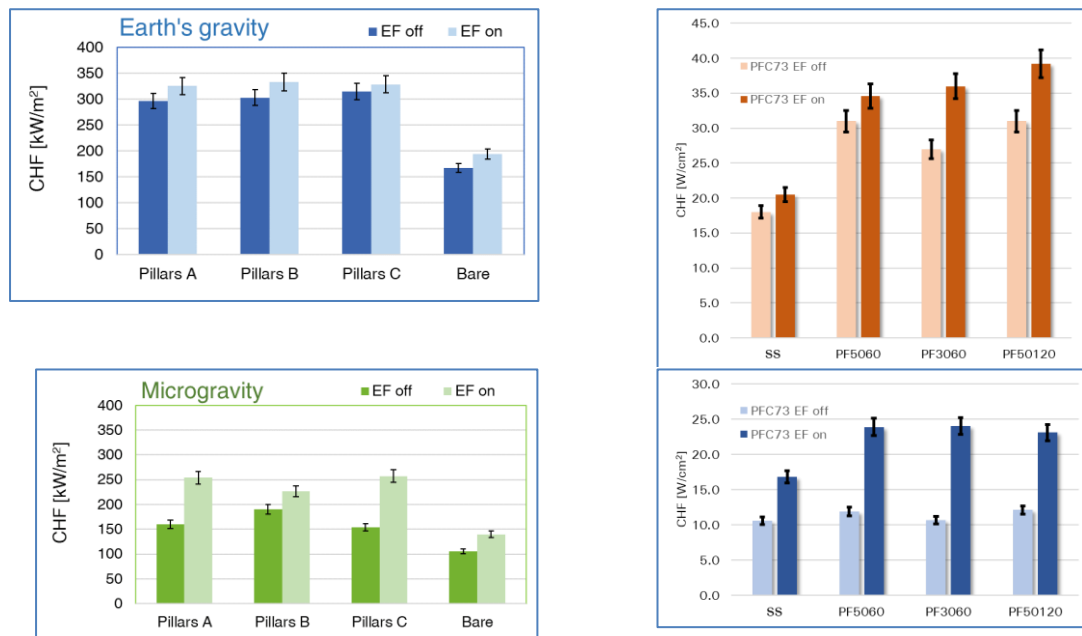 Earth's gravity
EF off EF on
CHF [kW/m²]
400
350
300
250
200
150
100
50
0
Pillars A Pillars B Pillars C Bare
Microgravity
EF off EF on
CHF [kW/m²]
400
350
300
250
200
150
100
50
0
Pillars A Pillars B Pillars C Bare
45.0
40.0
35.0
30.0
25.0
20.0
15.0
10.0
5.0
0.0
PFC73 EF off
PFC73 EF on
CHF [W/cm²]
SS PF5060 PF3060 PF50120
30.0
25.0
20.0
15.0
10.0
5.0
0.0
PFC73 EF off
PFC73 EF on
CHF [W/cm²]
SS PF5060 PF3060 PF50120